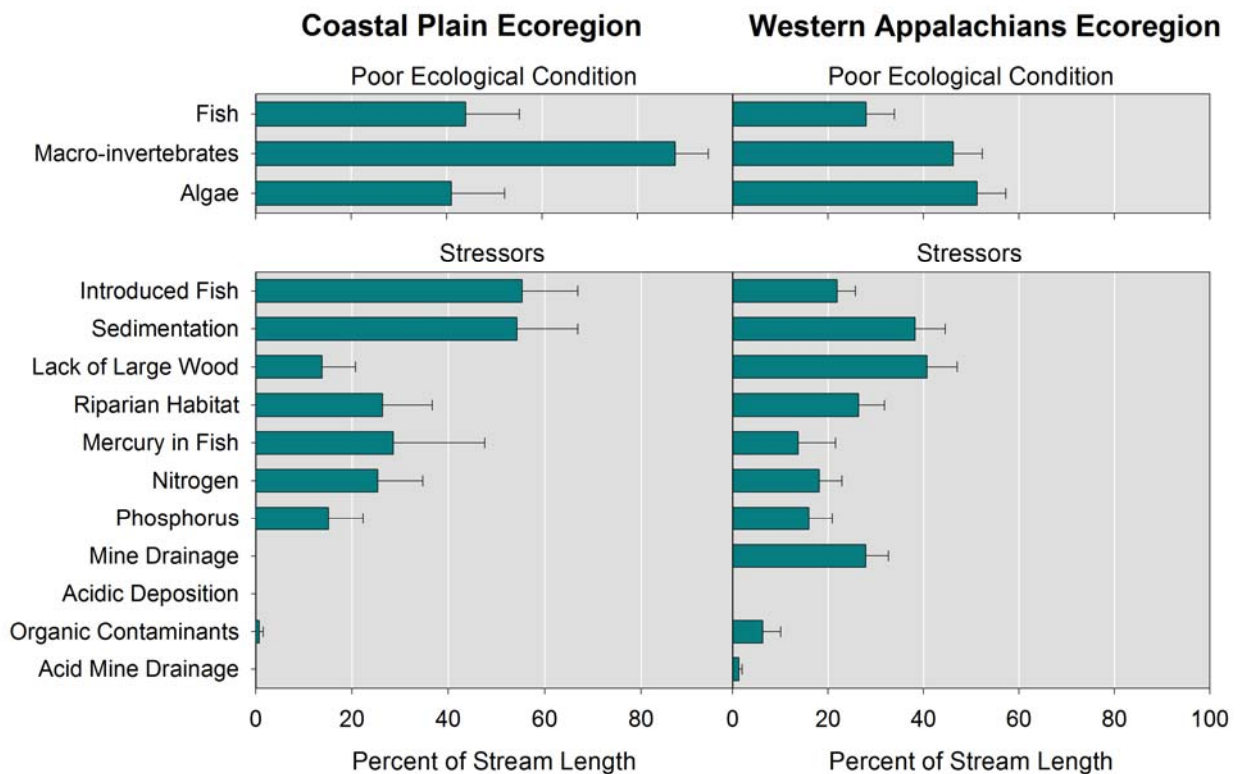 Coastal Plain Ecoregion
Western Appalachians Ecoregion
Poor Ecological Condition
Poor Ecological Condition
Fish
Macro-invertebrates
Algae
Stressors
Stressors
Introduced Fish
Sedimentation
Lack of Large Wood
Riparian Habitat
Mercury in Fish
Nitrogen
Phosphorus
Mine Drainage
Acidic Deposition
Organic Contaminants
Acid Mine Drainage
0 20 40 60 80 0 20 40 60 80 100
Percent of Stream Length
Percent of Stream Length